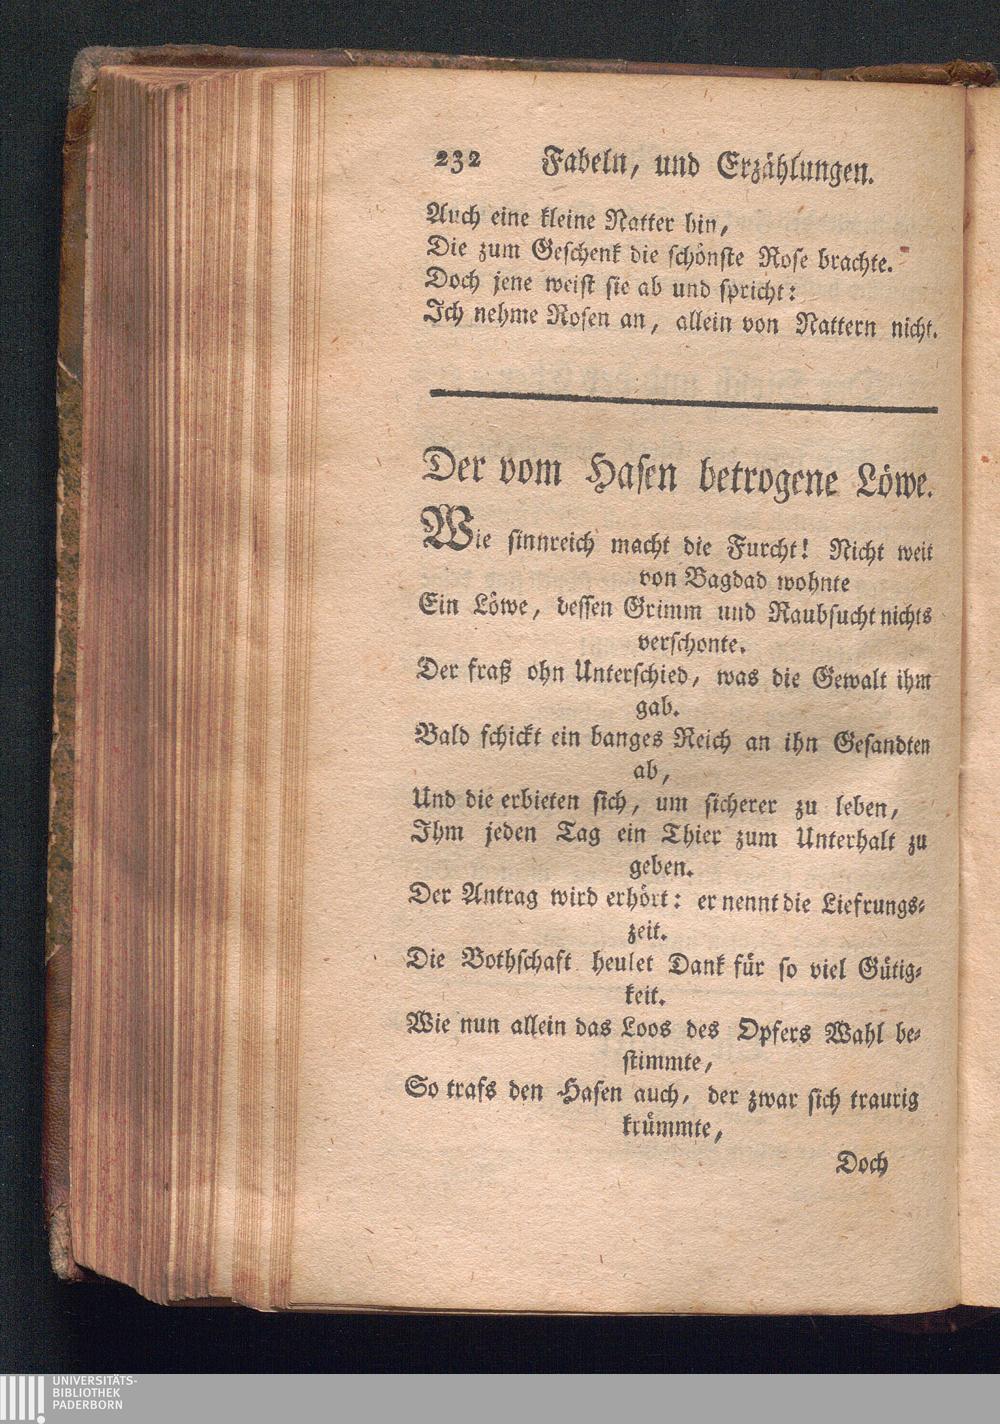 232 Fabeln, und Erzählungen.
Auch eine kleine Natter bin,
Die zum Geschenk die schönste Rose brachte.
Doch jene weist sie ab und spricht:
Ich nehme Rosen an, allein von Nattern nicht.
Der vom Hasen betrogene Löwe.
Wie sinnreich macht die Furcht! Nicht weit
von Bagdad wohnte
Ein Löwe, dessen Grimm und Raubsucht nichts
verschonte.
Der fraß ohn Unterschied, was die Gewalt ihm
gab.
Bald schickt ein banges Reich an ihn Gesandten
ab,
Und die erbieten sich, um sicherer zu leben,
Ihm jeden Tag ein Thier zum Unterhalt zu
geben.
Der Antrag wird erhört: er nennt die Liefrungs-
zeit.
Die Bothschaft heulet Dank für so viel Gütig-
keit.
Wie nun allein das Loos des Opfers Wahl be-
stimmte,
So trafs den Hasen auch, der zwar sich traurig
krümmte,
Doch
UNIVERSITÄTS-
BIBLIOTHEK
PADERBORN